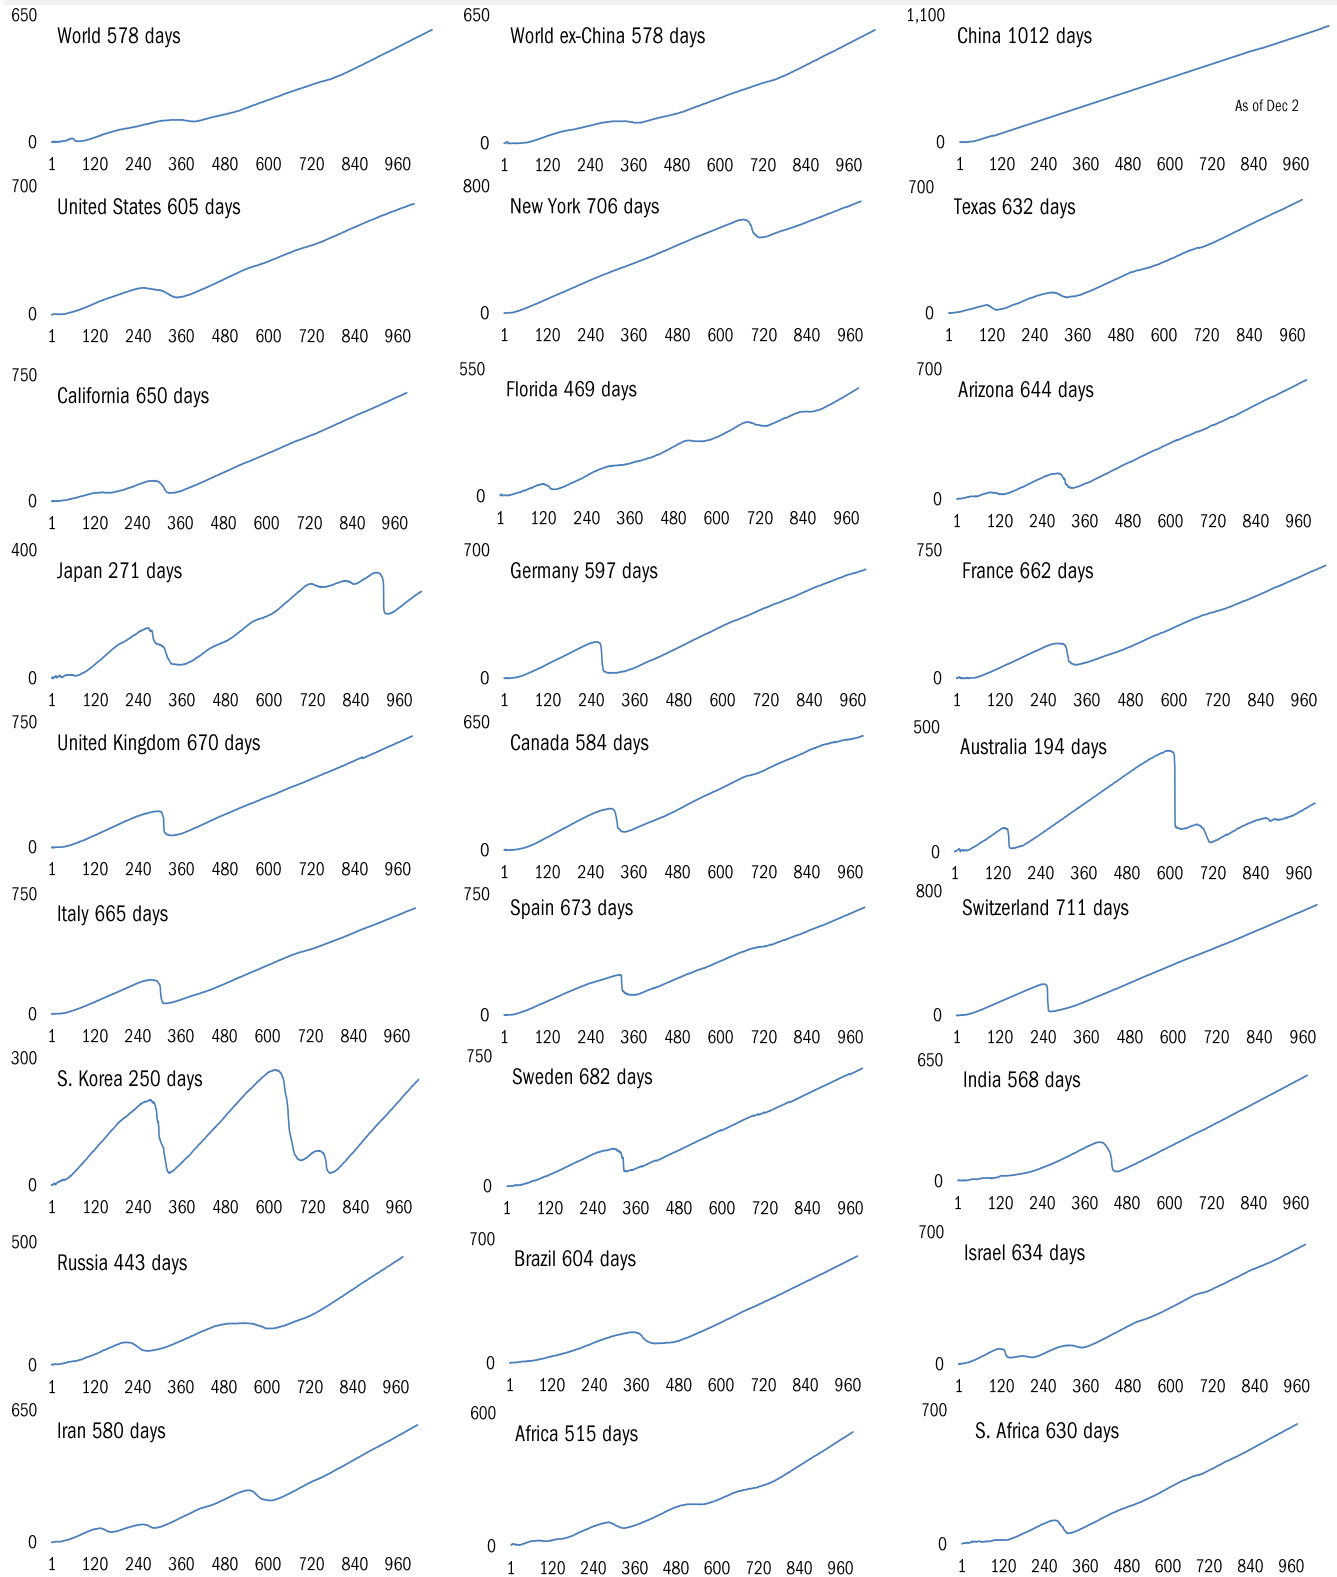 650
World 578 days
0
1 120 240 360 480 600 720 840 960
650
World ex-China 578 days
0
1 120 240 360 480 600 720 840 960
1,100
China 1012 days
As of Dec 2
0
1 120 240 360 480 600 720 840 960
700
United States 605 days
0
1 120 240 360 480 600 720 840 960
800
New York 706 days
0
1 120 240 360 480 600 720 840 960
700
Texas 632 days
0
1 120 240 360 480 600 720 840 960
750
California 650 days
0
1 120 240 360 480 600 720 840 960
550
Florida 469 days
0
1 120 240 360 480 600 720 840 960
700
Arizona 644 days
0
1 120 240 360 480 600 720 840 960
400
Japan 271 days
0
1 120 240 360 480 600 720 840 960
700
Germany 597 days
0
1 120 240 360 480 600 720 840 960
750
France 662 days
0
1 120 240 360 480 600 720 840 960
750
United Kingdom 670 days
0
1 120 240 360 480 600 720 840 960
650
Canada 584 days
0
1 120 240 360 480 600 720 840 960
500
Australia 194 days
0
1 120 240 360 480 600 720 840 960
750
Italy 665 days
0
1 120 240 360 480 600 720 840 960
750
Spain 673 days
0
1 120 240 360 480 600 720 840 960
800
Switzerland 711 days
0
1 120 240 360 480 600 720 840 960
300
S. Korea 250 days
0
1 120 240 360 480 600 720 840 960
750
Sweden 682 days
0
1 120 240 360 480 600 720 840 960
650
India 568 days
0
1 120 240 360 480 600 720 840 960
500
Russia 443 days
0
1 120 240 360 480 600 720 840 960
700
Brazil 604 days
0
1 120 240 360 480 600 720 840 960
700
Israel 634 days
0
1 120 240 360 480 600 720 840 960
650
Iran 580 days
0
1 120 240 360 480 600 720 840 960
600
Africa 515 days
0
1 120 240 360 480 600 720 840 960
700
S. Africa 630 days
0
1 120 240 360 480 600 720 840 960